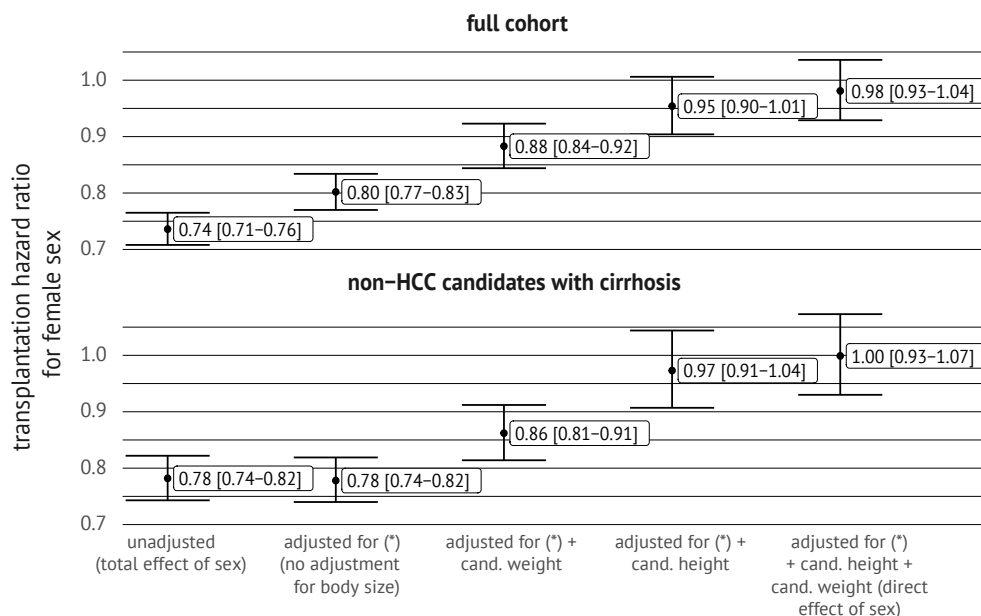 full cohort
transplantation hazard ratio
for female sex
1.0
0.9
0.8
0.7
0.74 [0.71−0.76]
0.80 [0.77−0.83]
0.88 [0.84−0.92]
0.95 [0.90−1.01]
0.98 [0.93−1.04]
non−HCC candidates with cirrhosis
1.0
0.9
0.8
0.7
0.78 [0.74−0.82]
0.78 [0.74−0.82]
0.86 [0.81−0.91]
0.97 [0.91−1.04]
1.00 [0.93−1.07]
unadjusted
(total effect of sex)
adjusted for (*)
(no adjustment
for body size)
adjusted for (*) +
cand. weight
adjusted for (*) +
cand. height
adjusted for (*)
+ cand. height +
cand. weight (direct
effect of sex)